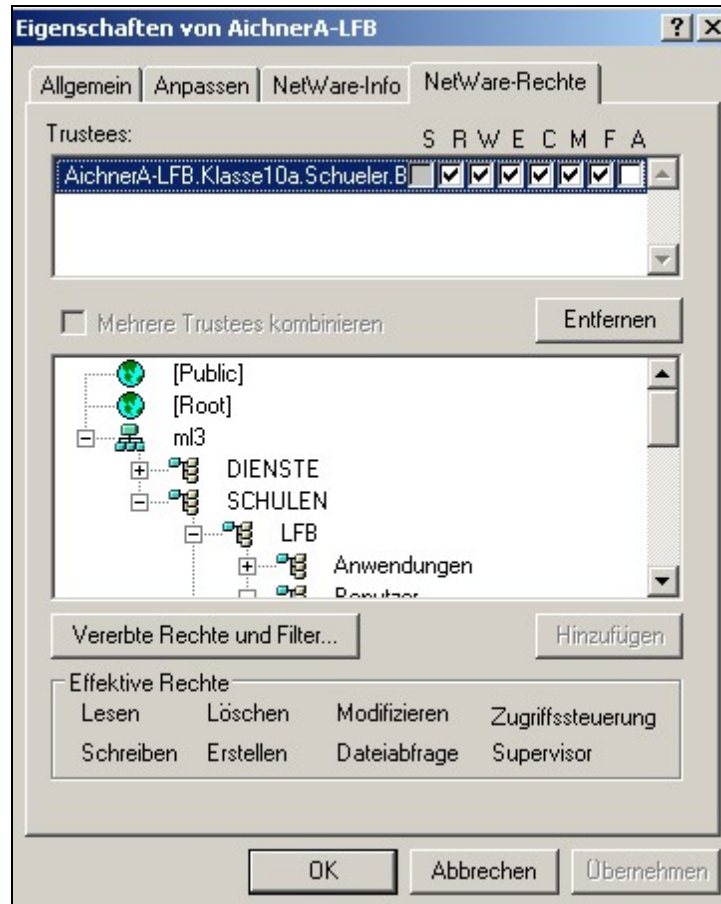 Eigenschaften von AichnerA-LFB
Allgemein Anpassen NetWare-Info NetWare-Rechte
Trustees: S R W E C M F A
AichnerA-LFB.Klasse10a.Schueler.B
Mehrere Trustees kombinieren Entfernen
[Public]
[Root]
ml3
DIENSTE
SCHULEN
LFB
Anwendungen
Benutzer
Vererbte Rechte und Filter... Hinzufügen
Effektive Rechte
Lesen Löschen Modifizieren Zugriffssteuerung
Schreiben Erstellen Dateiabfrage Supervisor
OK Abbrechen Übernehmen